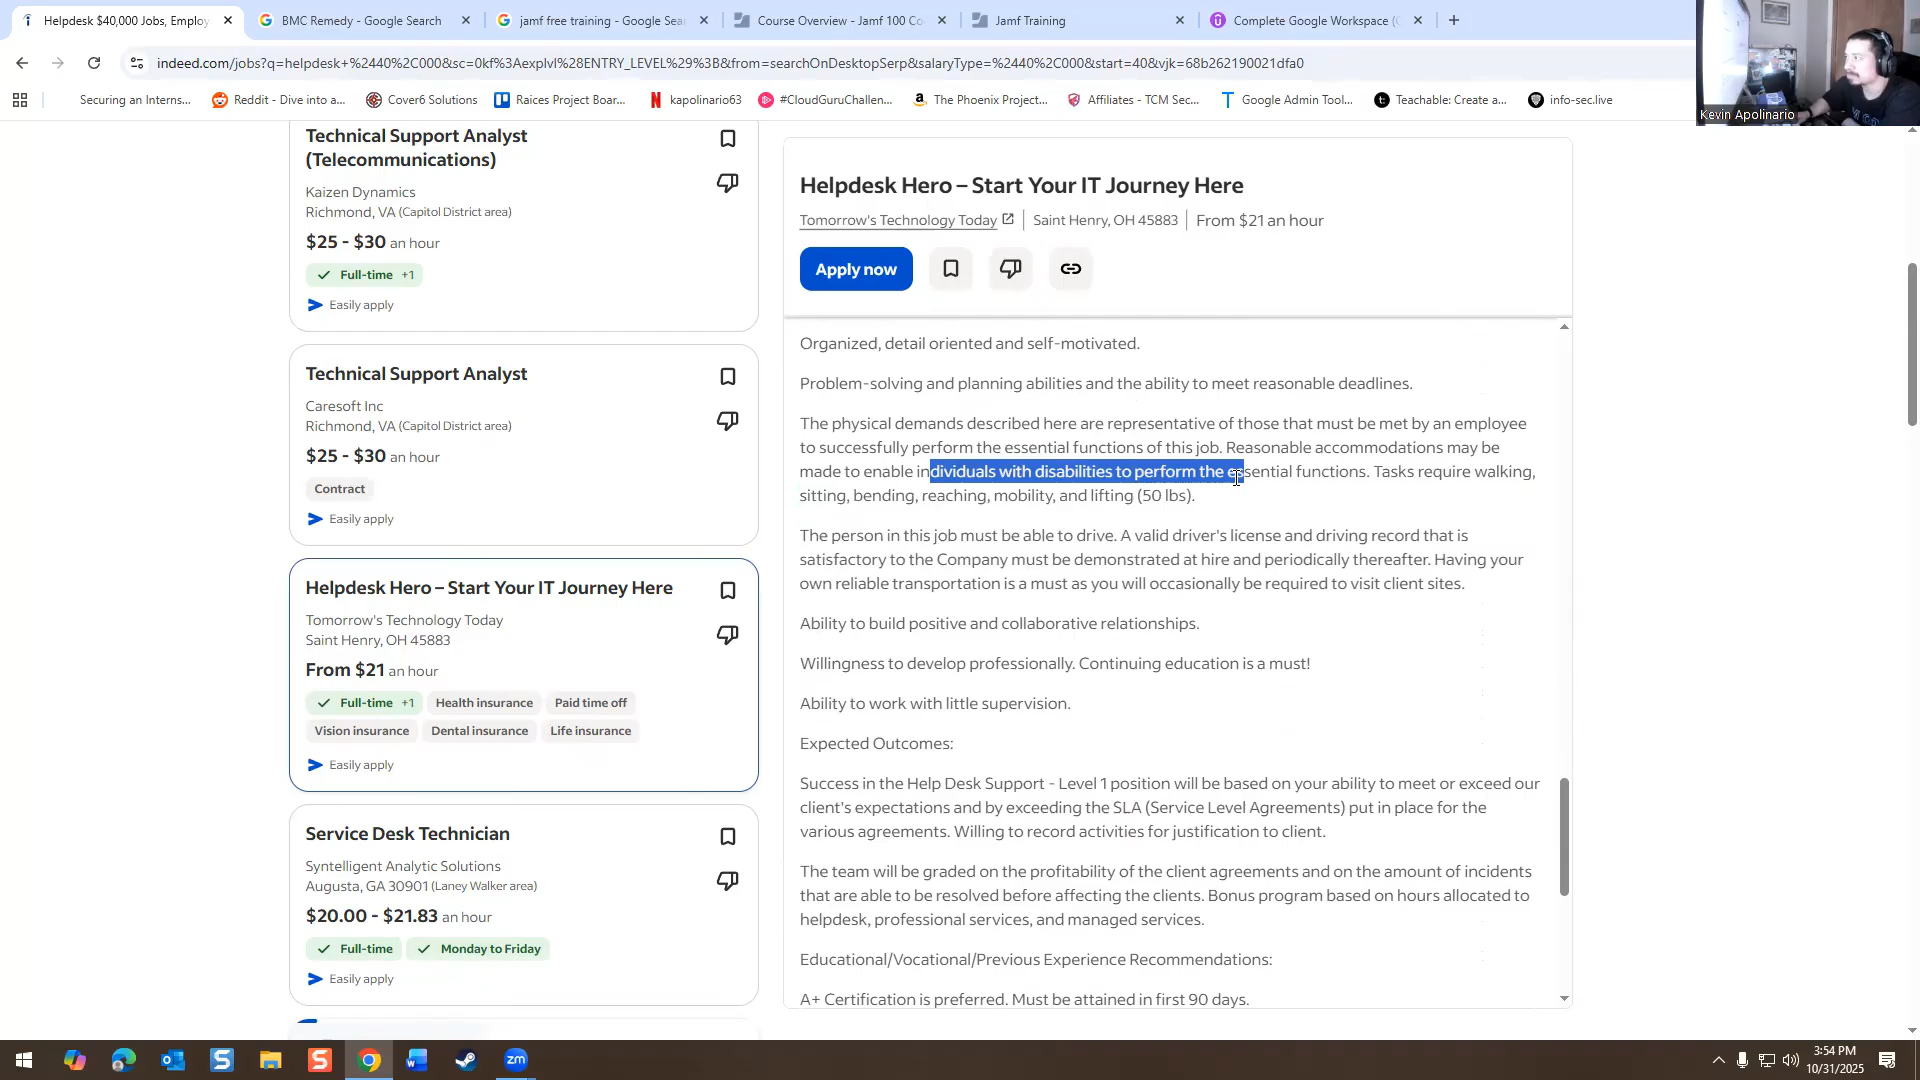 Helpdesk $40,000 Jobs, Employ
BMC Remedy - Google Search
jamf free training - Google Sea
Course Overview - Jamf 100 Co
Jamf Training
Complete Google Workspace (
indeed.com/jobs?q=helpdesk+%2440%2C000&sc=0kf%3Aexplvl%28ENTRY_LEVEL%29%3B&from=searchOnDesktopSerp&salaryType=%2440%2C000&start=40&vjk=68b262190021dfa0
Securing an Interns...
Reddit - Dive into a...
Cover6 Solutions
Raices Project Boar...
kapolinario63
#CloudGuruChallen...
The Phoenix Project...
Affiliates - TCM Sec...
Google Admin Tool...
Teachable: Create a...
info-sec.live
Kevin Apolinario
Technical Support Analyst
(Telecommunications)
Kaizen Dynamics
Richmond, VA (Capitol District area)
$25 - $30 an hour
Full-time +1
Easily apply
Technical Support Analyst
Caresoft Inc
Richmond, VA (Capitol District area)
$25 - $30 an hour
Contract
Easily apply
Helpdesk Hero – Start Your IT Journey Here
Tomorrow's Technology Today
Saint Henry, OH 45883
From $21 an hour
Full-time +1
Health insurance
Paid time off
Vision insurance
Dental insurance
Life insurance
Easily apply
Service Desk Technician
Syntelligent Analytic Solutions
Augusta, GA 30901 (Laney Walker area)
$20.00 - $21.83 an hour
Full-time
Monday to Friday
Easily apply
Helpdesk Hero – Start Your IT Journey Here
Tomorrow's Technology Today
Saint Henry, OH 45883
From $21 an hour
Apply now
Organized, detail oriented and self-motivated.
Problem-solving and planning abilities and the ability to meet reasonable deadlines.
The physical demands described here are representative of those that must be met by an employee
to successfully perform the essential functions of this job. Reasonable accommodations may be
made to enable individuals with disabilities to perform the essential functions. Tasks require walking,
sitting, bending, reaching, mobility, and lifting (50 lbs).
The person in this job must be able to drive. A valid driver's license and driving record that is
satisfactory to the Company must be demonstrated at hire and periodically thereafter. Having your
own reliable transportation is a must as you will occasionally be required to visit client sites.
Ability to build positive and collaborative relationships.
Willingness to develop professionally. Continuing education is a must!
Ability to work with little supervision.
Expected Outcomes:
Success in the Help Desk Support - Level 1 position will be based on your ability to meet or exceed our
client's expectations and by exceeding the SLA (Service Level Agreements) put in place for the
various agreements. Willing to record activities for justification to client.
The team will be graded on the profitability of the client agreements and on the amount of incidents
that are able to be resolved before affecting the clients. Bonus program based on hours allocated to
helpdesk, professional services, and managed services.
Educational/Vocational/Previous Experience Recommendations:
A+ Certification is preferred. Must be attained in first 90 days.
zm
3:54 PM
10/31/2025